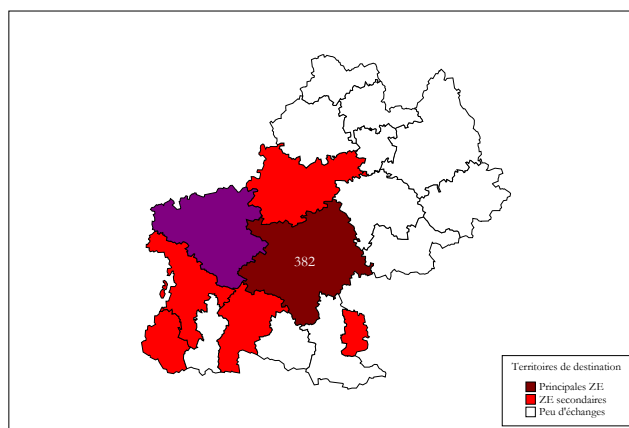 382
Territoires de destination
Principales ZE
ZE secondaires
Peu d'échanges